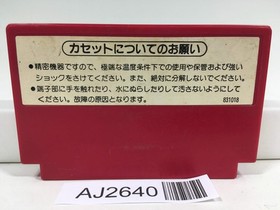 カセットについてのお願い
●精密機器ですので、極端な温度条件下での使用や保管および強い
ショックをさけてください。また、絶対に分解しないでください。
●端子部に手を触れたり、水にぬらしたりして汚さないようにして
ください。故障の原因となります。
831018
AJ2640